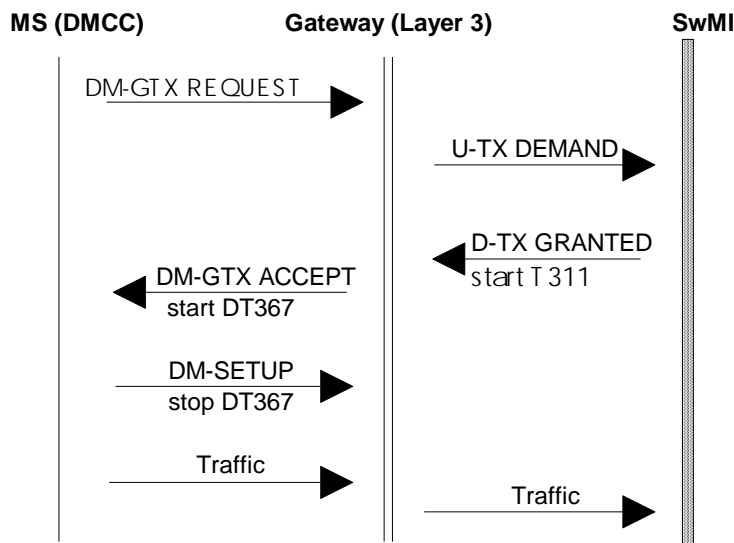 MS (DMCC) Gateway (Layer 3) SwMI
DM-GTX REQUEST
U-TX DEMAND
D-TX GRANTED
start T311
DM-GTX ACCEPT
start DT367
DM-SETUP
stop DT367
Traffic
Traffic